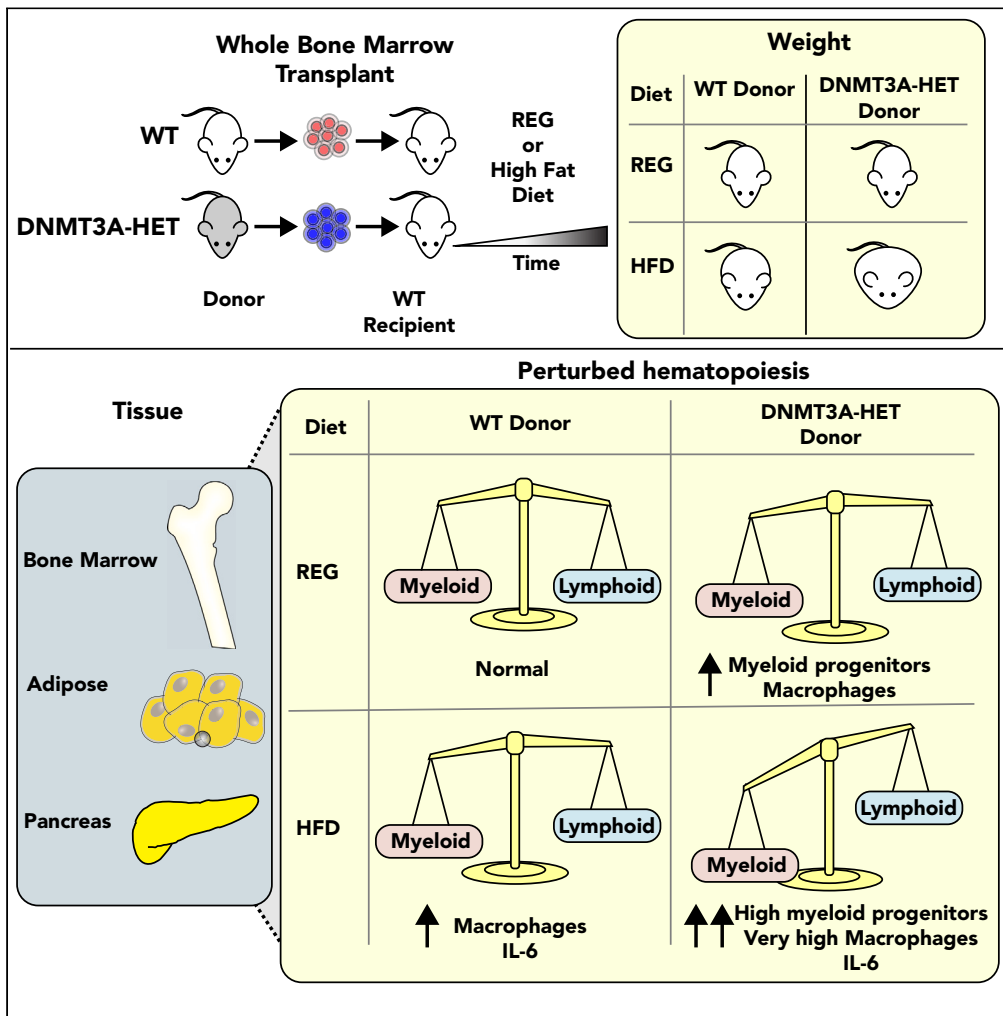 Whole Bone Marrow
Transplant
WT
DNMT3A-HET
Donor
WT
Recipient
REG
or
High Fat
Diet
Time
Weight
Diet
WT Donor
DNMT3A-HET
Donor
REG
HFD
Perturbed hematopoiesis
Tissue
Bone Marrow
Adipose
Pancreas
Diet
WT Donor
DNMT3A-HET
Donor
REG
Myeloid
Lymphoid
Normal
Myeloid
Lymphoid
Myeloid progenitors
Macrophages
HFD
Myeloid
Lymphoid
Macrophages
IL-6
Myeloid
Lymphoid
High myeloid progenitors
Very high Macrophages
IL-6